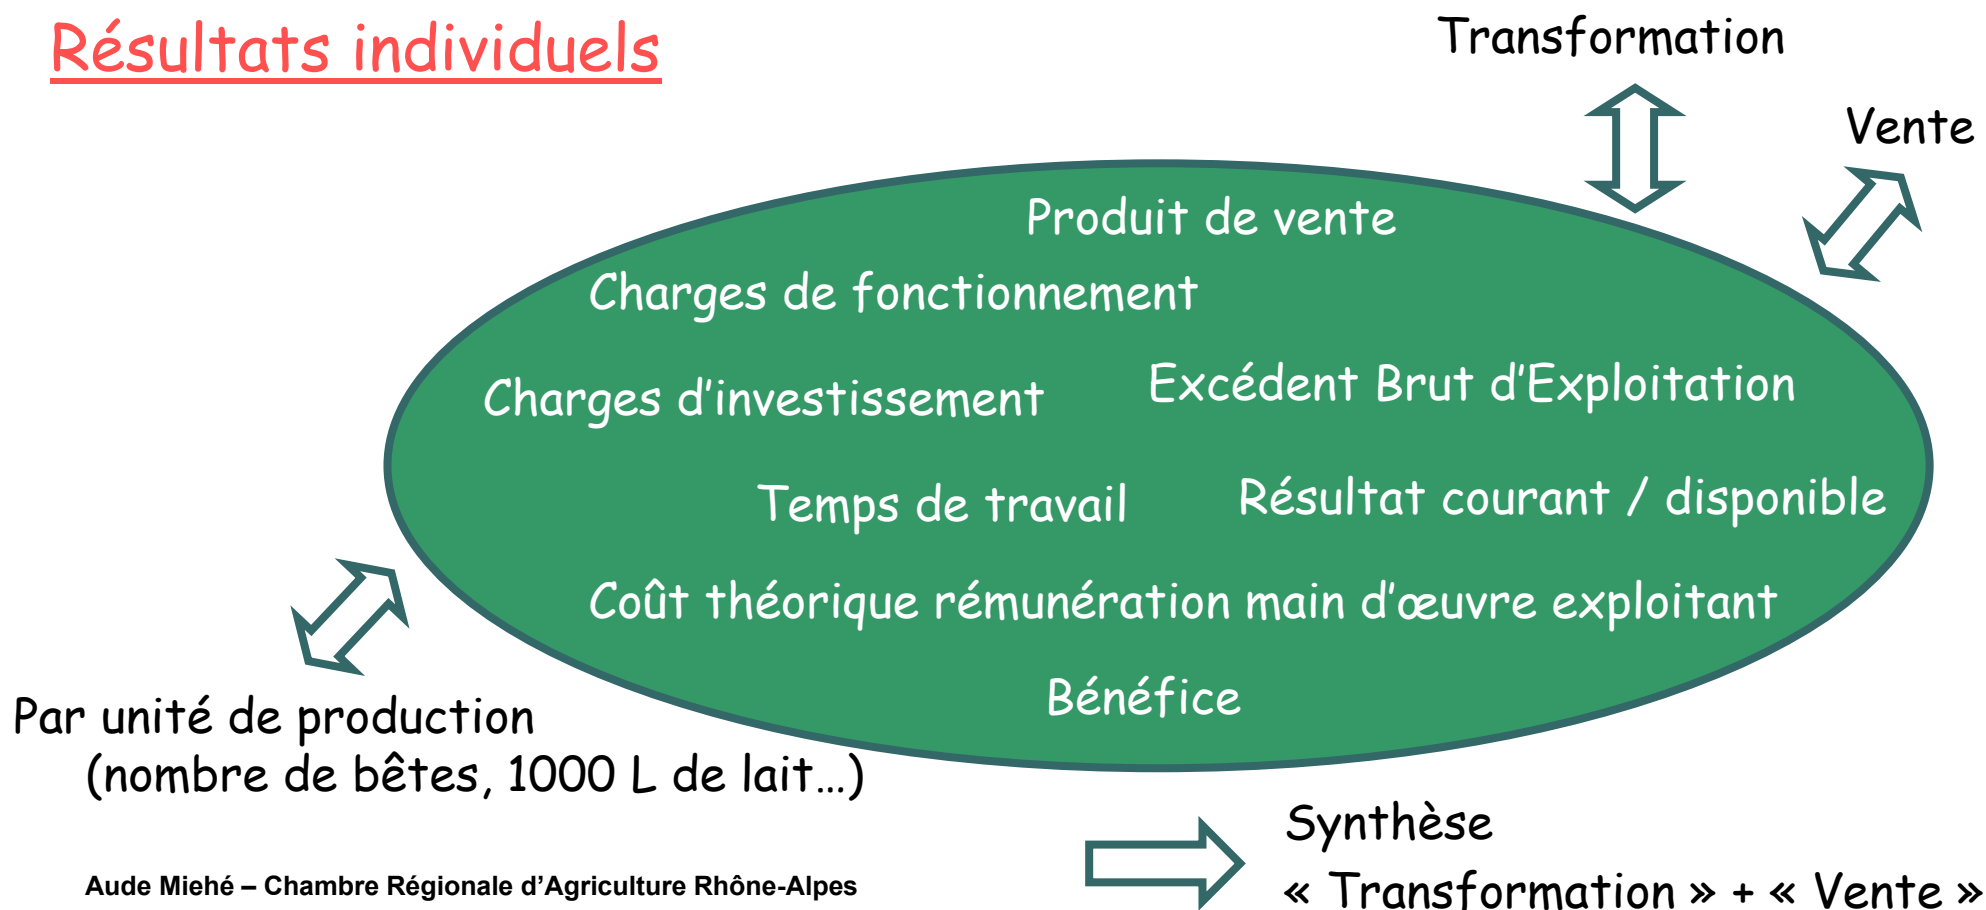 Résultats individuels
Transformation
Vente
Produit de vente
Charges de fonctionnement
Charges d'investissement
Excédent Brut d'Exploitation
Temps de travail
Résultat courant / disponible
Coût théorique rémunération main d'œuvre exploitant
Bénéfice
Par unité de production
(nombre de bêtes, 1000 L de lait…)
Synthèse
« Transformation » + « Vente »
Aude Miehé – Chambre Régionale d'Agriculture Rhône-Alpes